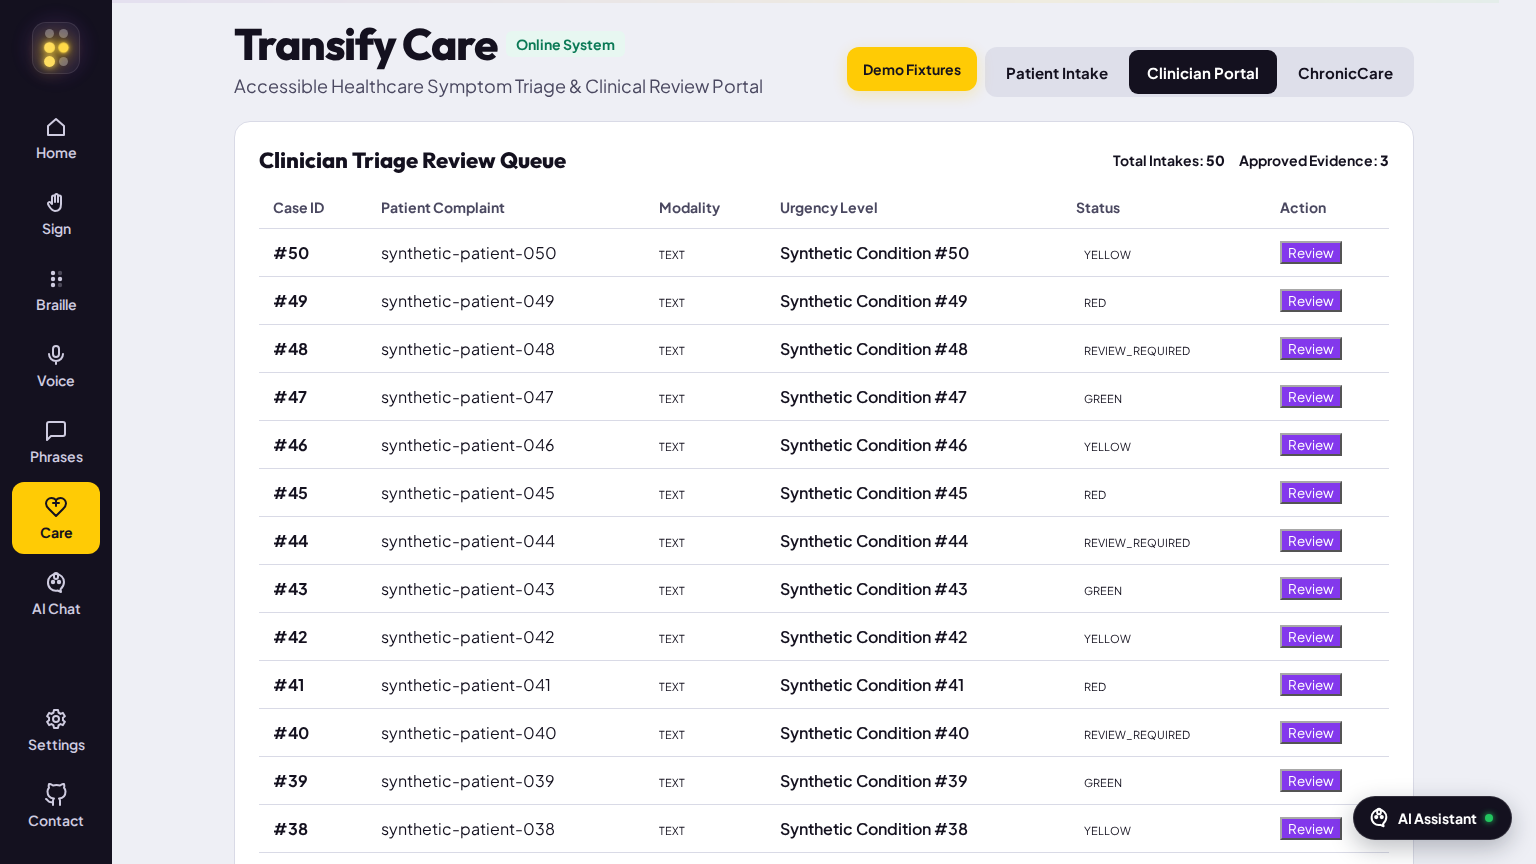 Home
Sign
Braille
Voice
Phrases
Care
AI Chat
Settings
Contact
Transify Care Online System
Accessible Healthcare Symptom Triage & Clinical Review Portal
Demo Fixtures Patient Intake Clinician Portal ChronicCare
Clinician Triage Review Queue Total Intakes: 50 Approved Evidence: 3
Case ID Patient Complaint Modality Urgency Level Status Action
#50 synthetic-patient-050 TEXT Synthetic Condition #50 YELLOW Review
#49 synthetic-patient-049 TEXT Synthetic Condition #49 RED Review
#48 synthetic-patient-048 TEXT Synthetic Condition #48 REVIEW_REQUIRED Review
#47 synthetic-patient-047 TEXT Synthetic Condition #47 GREEN Review
#46 synthetic-patient-046 TEXT Synthetic Condition #46 YELLOW Review
#45 synthetic-patient-045 TEXT Synthetic Condition #45 RED Review
#44 synthetic-patient-044 TEXT Synthetic Condition #44 REVIEW_REQUIRED Review
#43 synthetic-patient-043 TEXT Synthetic Condition #43 GREEN Review
#42 synthetic-patient-042 TEXT Synthetic Condition #42 YELLOW Review
#41 synthetic-patient-041 TEXT Synthetic Condition #41 RED Review
#40 synthetic-patient-040 TEXT Synthetic Condition #40 REVIEW_REQUIRED Review
#39 synthetic-patient-039 TEXT Synthetic Condition #39 GREEN Review
#38 synthetic-patient-038 TEXT Synthetic Condition #38 YELLOW Review
AI Assistant